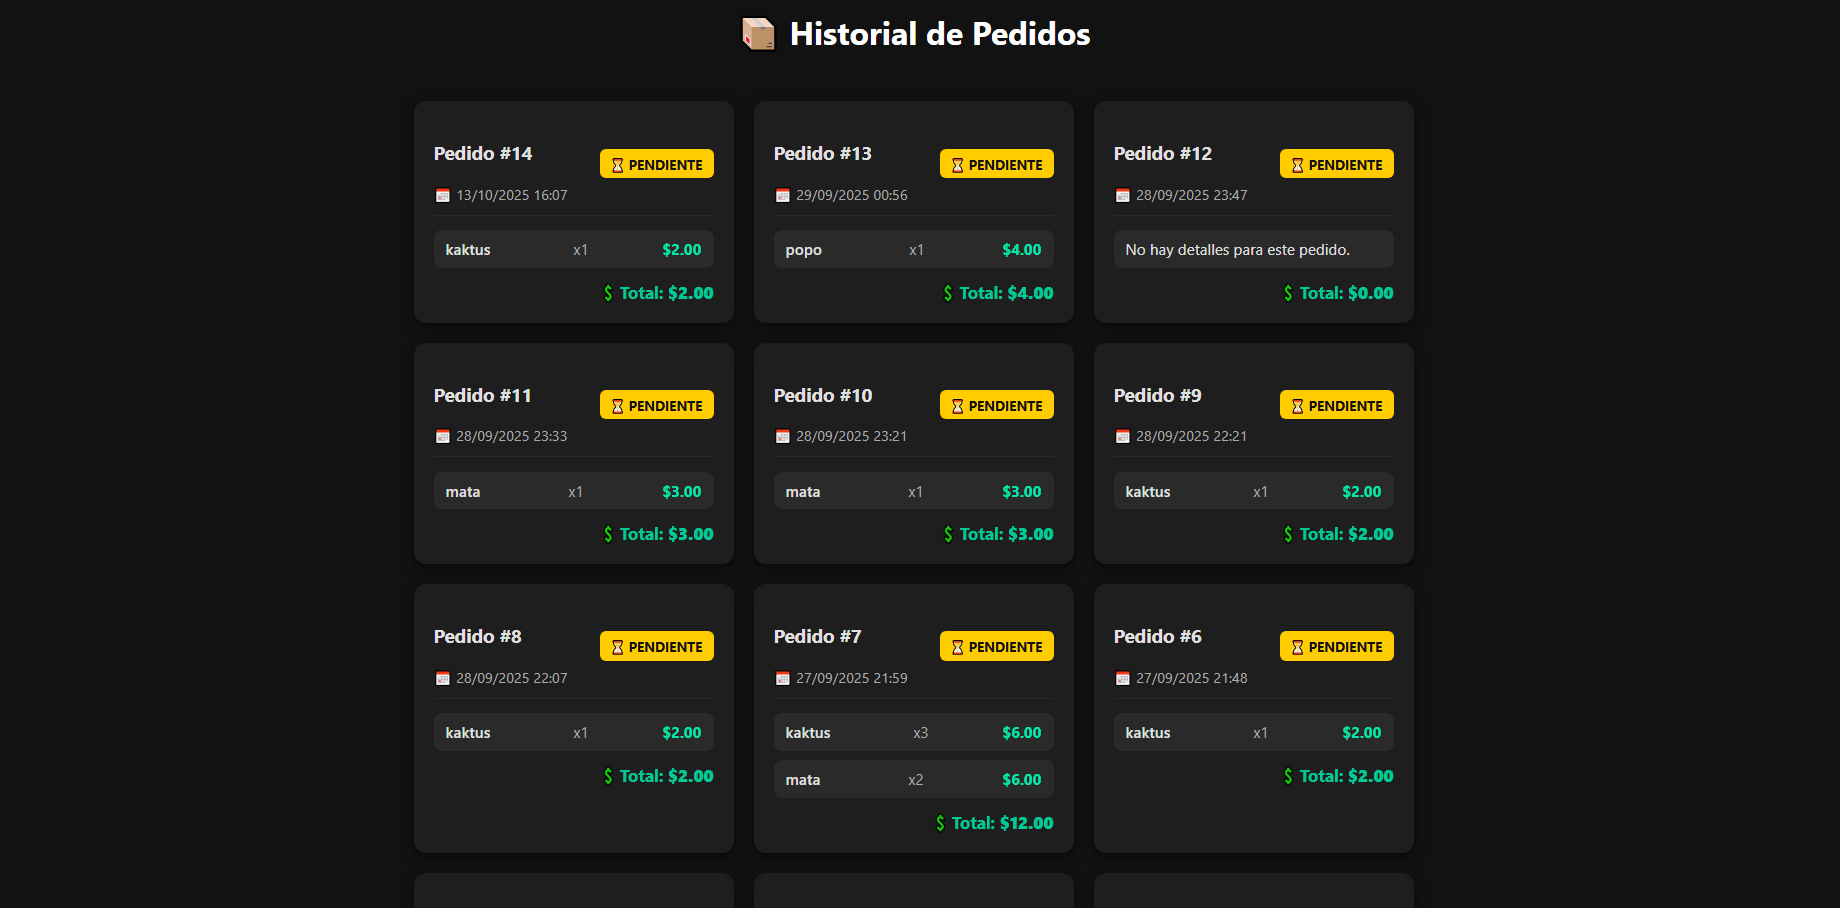 📦 Historial de Pedidos
Pedido #14
⏳ PENDIENTE
📅 13/10/2025 16:07
kaktus x1 $2.00
💲 Total: $2.00
Pedido #13
⏳ PENDIENTE
📅 29/09/2025 00:56
popo x1 $4.00
💲 Total: $4.00
Pedido #12
⏳ PENDIENTE
📅 28/09/2025 23:47
No hay detalles para este pedido.
💲 Total: $0.00
Pedido #11
⏳ PENDIENTE
📅 28/09/2025 23:33
mata x1 $3.00
💲 Total: $3.00
Pedido #10
⏳ PENDIENTE
📅 28/09/2025 23:21
mata x1 $3.00
💲 Total: $3.00
Pedido #9
⏳ PENDIENTE
📅 28/09/2025 22:21
kaktus x1 $2.00
💲 Total: $2.00
Pedido #8
⏳ PENDIENTE
📅 28/09/2025 22:07
kaktus x1 $2.00
💲 Total: $2.00
Pedido #7
⏳ PENDIENTE
📅 27/09/2025 21:59
kaktus x3 $6.00
mata x2 $6.00
💲 Total: $12.00
Pedido #6
⏳ PENDIENTE
📅 27/09/2025 21:48
kaktus x1 $2.00
💲 Total: $2.00